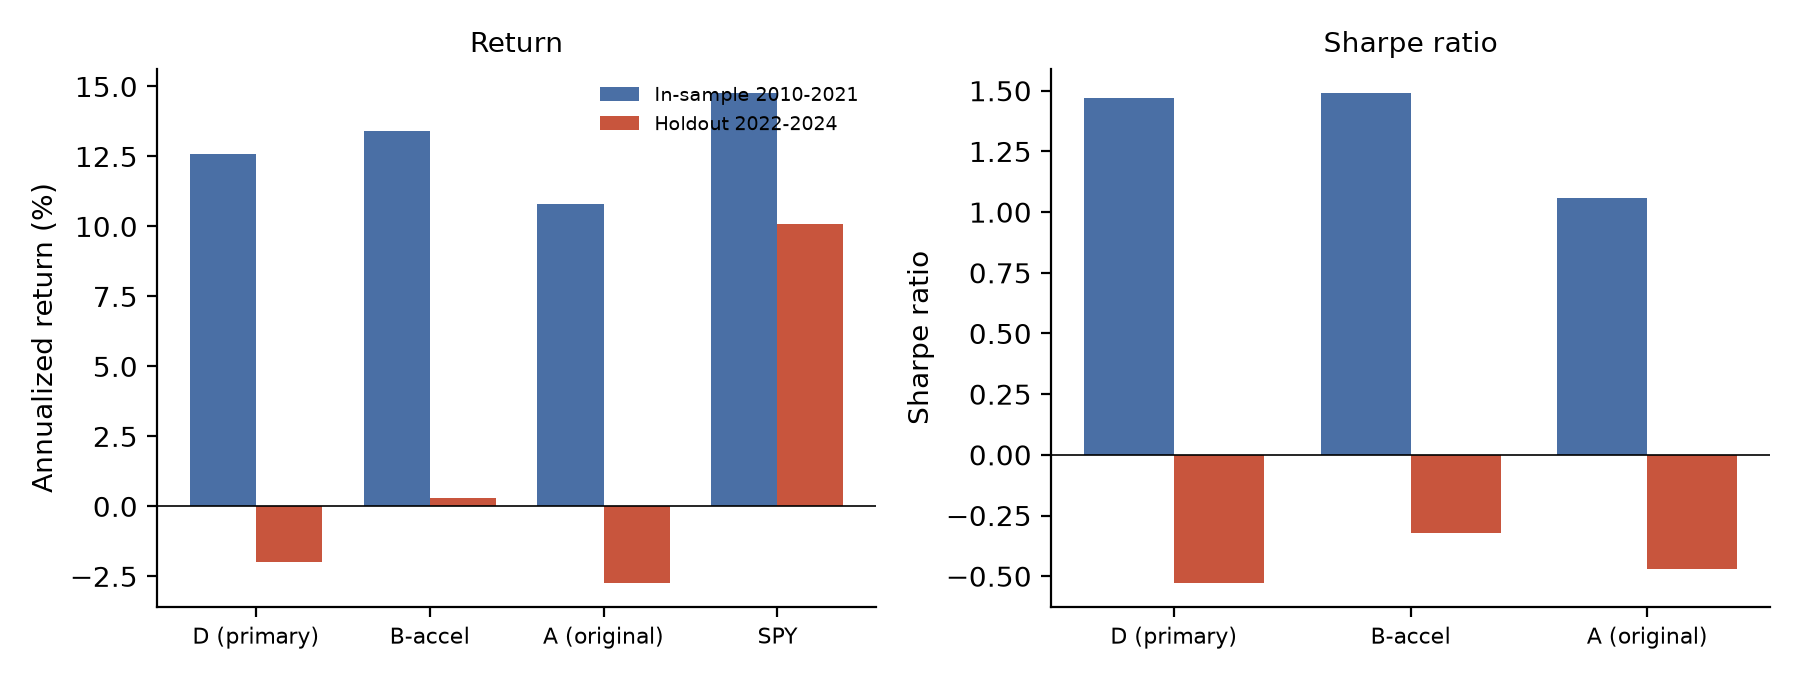 Return
In-sample 2010-2021
Holdout 2022-2024
Annualized return (%)
15.0
12.5
10.0
7.5
5.0
2.5
0.0
−2.5
D (primary)
B-accel
A (original)
SPY
Sharpe ratio
Sharpe ratio
1.50
1.25
1.00
0.75
0.50
0.25
0.00
−0.25
−0.50
D (primary)
B-accel
A (original)